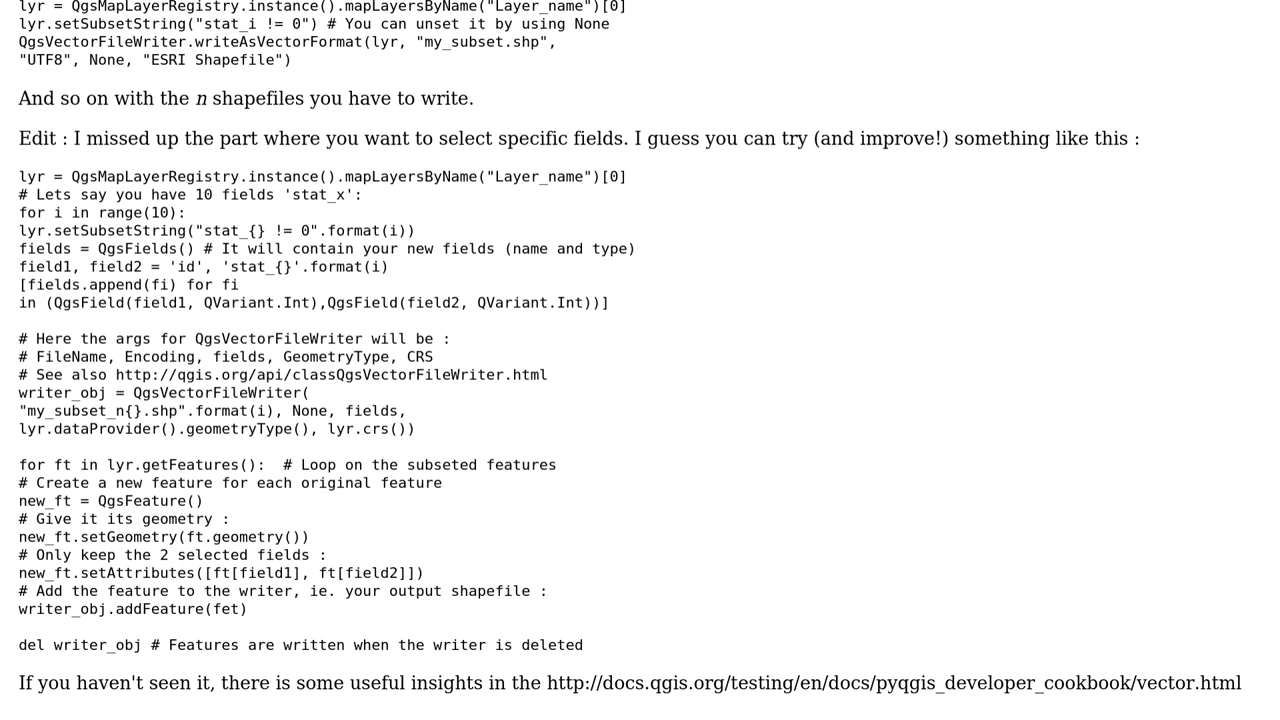 lyr = QgsMapLayerRegistry.instance().mapLayersByName("Layer_name")[0]
lyr.setSubsetString("stat_i != 0") # You can unset it by using None
QgsVectorFileWriter.writeAsVectorFormat(lyr, "my_subset.shp",
"UTF8", None, "ESRI Shapefile")
And so on with the n shapefiles you have to write.
Edit : I missed up the part where you want to select specific fields. I guess you can try (and improve!) something like this :
lyr = QgsMapLayerRegistry.instance().mapLayersByName("Layer_name")[0]
# Lets say you have 10 fields 'stat_x':
for i in range(10):
lyr.setSubsetString("stat_{} != 0".format(i))
fields = QgsFields() # It will contain your new fields (name and type)
field1, field2 = 'id', 'stat_{}'.format(i)
[fields.append(fi) for fi
in (QgsField(field1, QVariant.Int),QgsField(field2, QVariant.Int))]
# Here the args for QgsVectorFileWriter will be :
# FileName, Encoding, fields, GeometryType, CRS
# See also http://qgis.org/api/classQgsVectorFileWriter.html
writer_obj = QgsVectorFileWriter(
"my_subset_n{}.shp".format(i), None, fields,
lyr.dataProvider().geometryType(), lyr.crs())
for ft in lyr.getFeatures():  # Loop on the subseted features
# Create a new feature for each original feature
new_ft = QgsFeature()
# Give it its geometry :
new_ft.setGeometry(ft.geometry())
# Only keep the 2 selected fields :
new_ft.setAttributes([ft[field1], ft[field2]])
# Add the feature to the writer, ie. your output shapefile :
writer_obj.addFeature(fet)
del writer_obj # Features are written when the writer is deleted
If you haven't seen it, there is some useful insights in the http://docs.qgis.org/testing/en/docs/pyqgis_developer_cookbook/vector.html